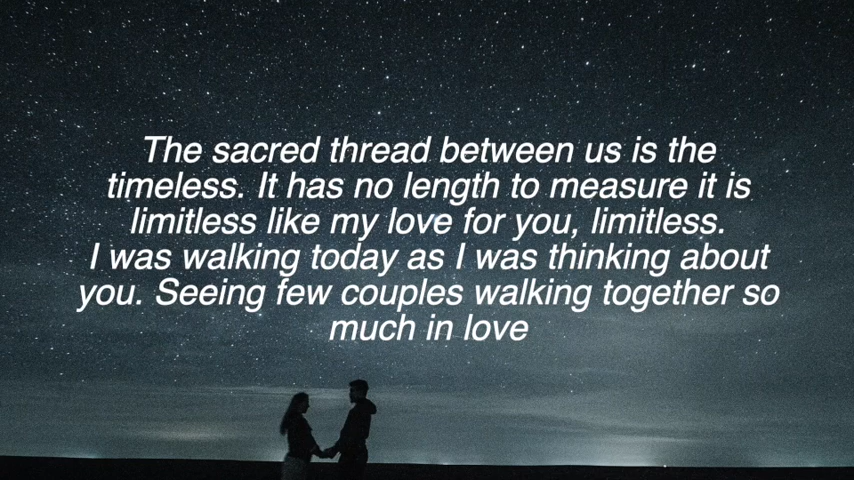 The sacred thread between us is the
timeless. It has no length to measure it is
limitless like my love for you, limitless.
I was walking today as I was thinking about
you. Seeing few couples walking together so
much in love